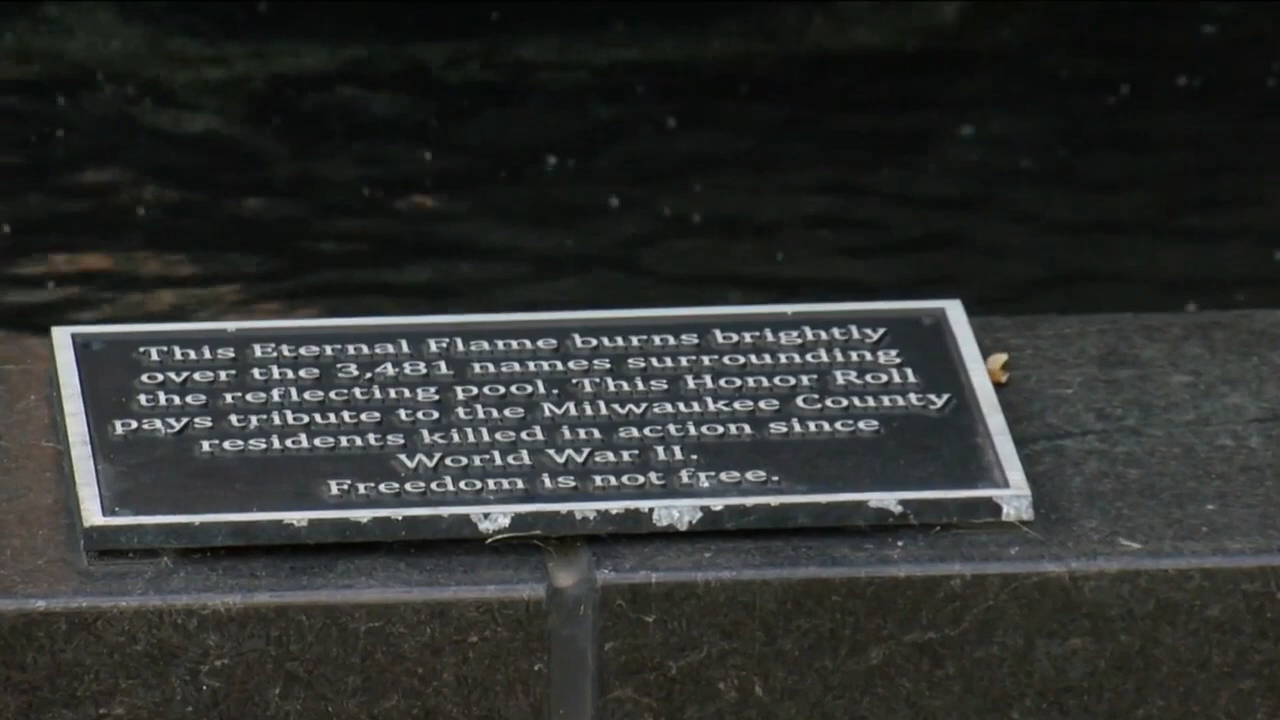 This Eternal Flame burns brightly
over the 3,481 names surrounding
the reflecting pool. This Honor Roll
pays tribute to the Milwaukee County
residents killed in action since
World War II.
Freedom is not free.